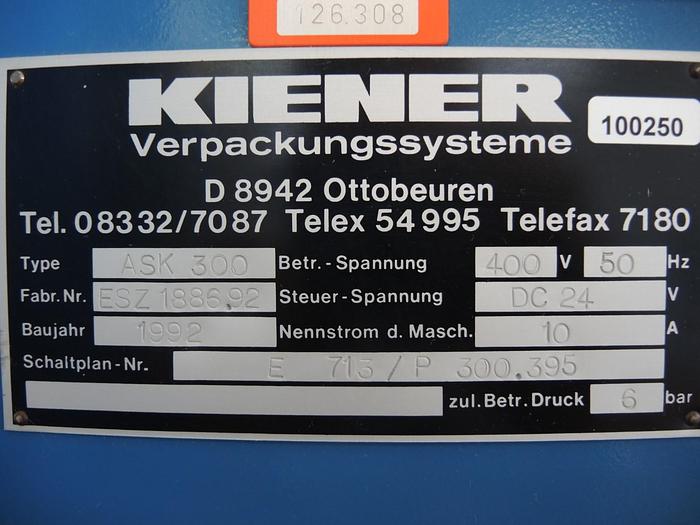 126.308
KIENER
Verpackungssysteme
100250
D 8942 Ottobeuren
Tel. 08332/7087 Telex 54 995 Telefax 7180
Type ASK 300 Betr.-Spannung 400 V 50 Hz
Fabr. Nr. ESZ 1886.92 Steuer-Spannung DC 24 V
Baujahr 1992 Nennstrom d. Masch. 10 A
Schaltplan-Nr. E 713 / P 300.395
zul. Betr. Druck 6 bar